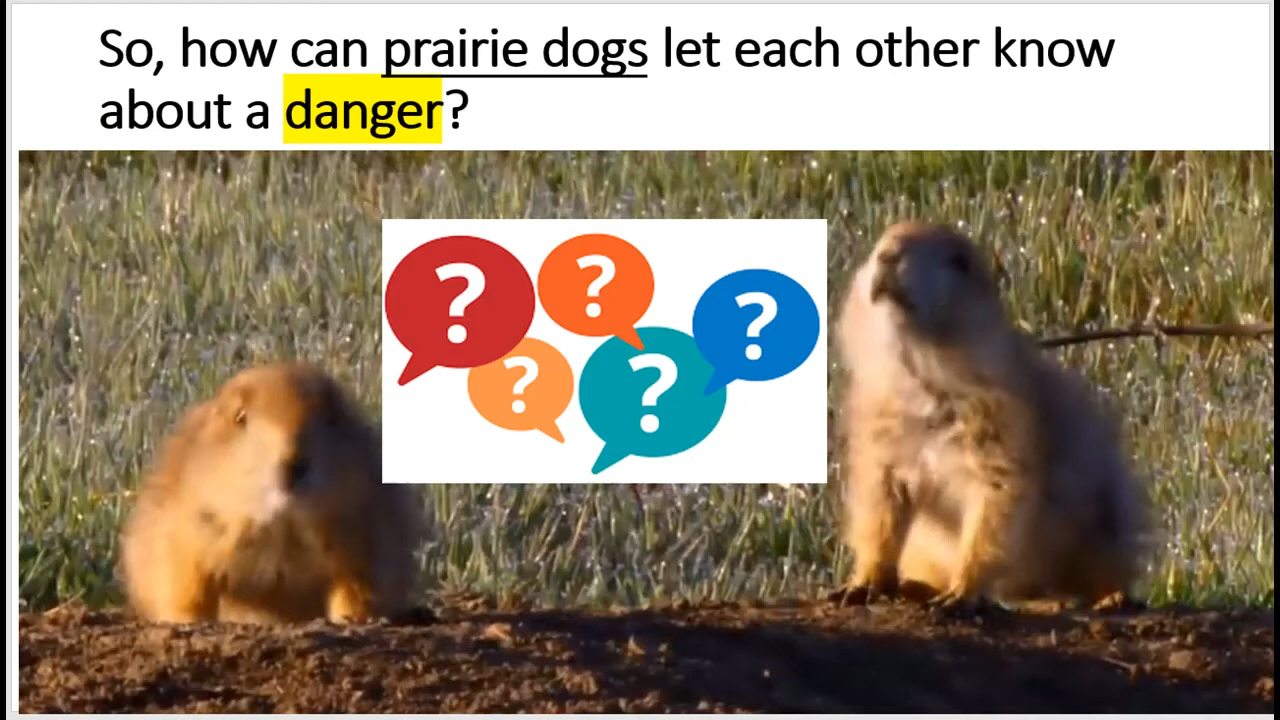 So, how can prairie dogs let each other know
about a danger?
? ? ?
? ?